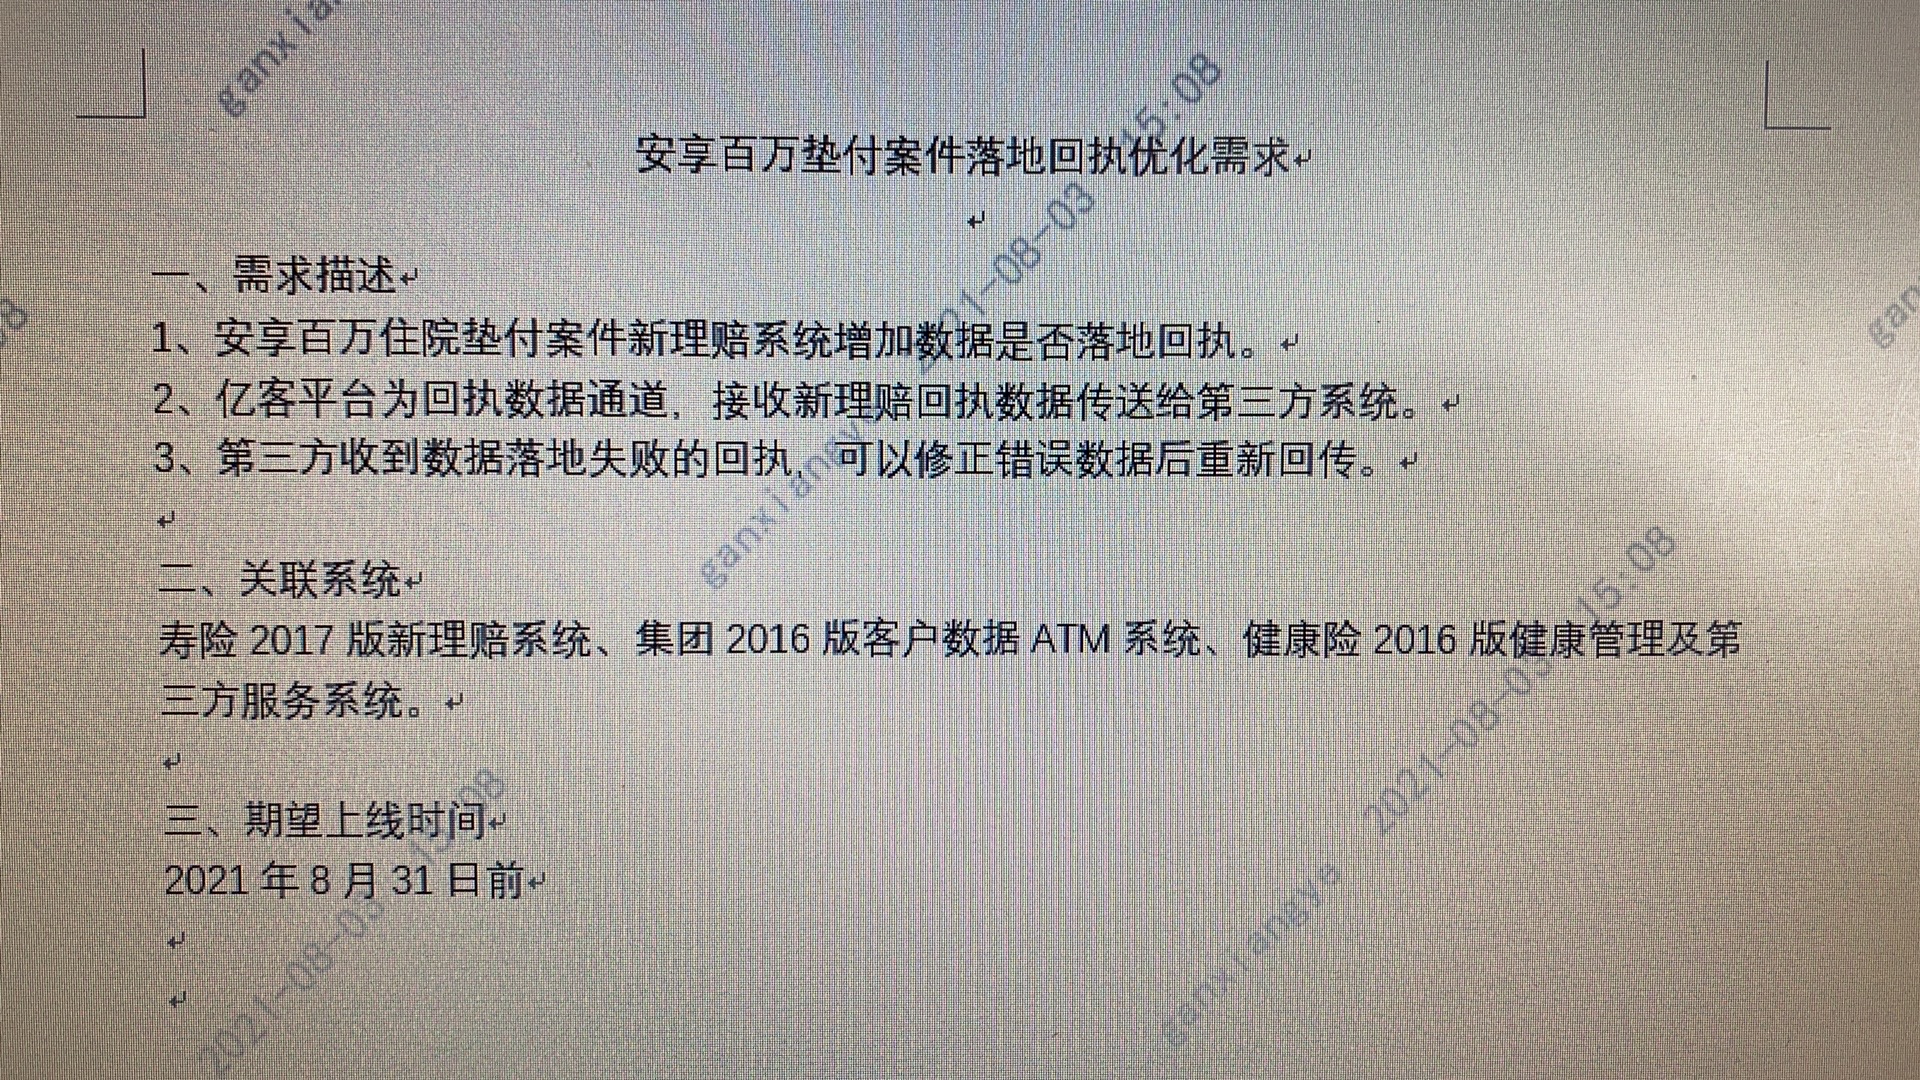 安享百万垫付案件落地回执优化需求
一、需求描述
1、安享百万住院垫付案件新理赔系统增加数据是否落地回执。
2、亿客平台为回执数据通道，接收新理赔回执数据传送给第三方系统。
3、第三方收到数据落地失败的回执，可以修正错误数据后重新回传。
二、关联系统
寿险 2017 版新理赔系统、集团 2016 版客户数据 ATM 系统、健康险 2016 版健康管理及第
三方服务系统。
三、期望上线时间
2021 年 8 月 31 日前
ganxia
2021-08-03 15:08
ganxiangye
2021-08-03 15:08
2021-08-03 15:08
ganxiangye
gan